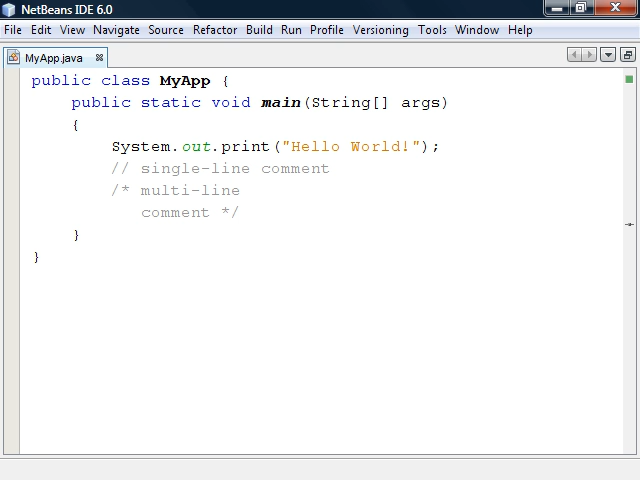 NetBeans IDE 6.0
File Edit View Navigate Source Refactor Build Run Profile Versioning Tools Window Help
MyApp.java
public class MyApp {
public static void main(String[] args)
{
System.out.print("Hello World!");
// single-line comment
/* multi-line
comment */
}
}